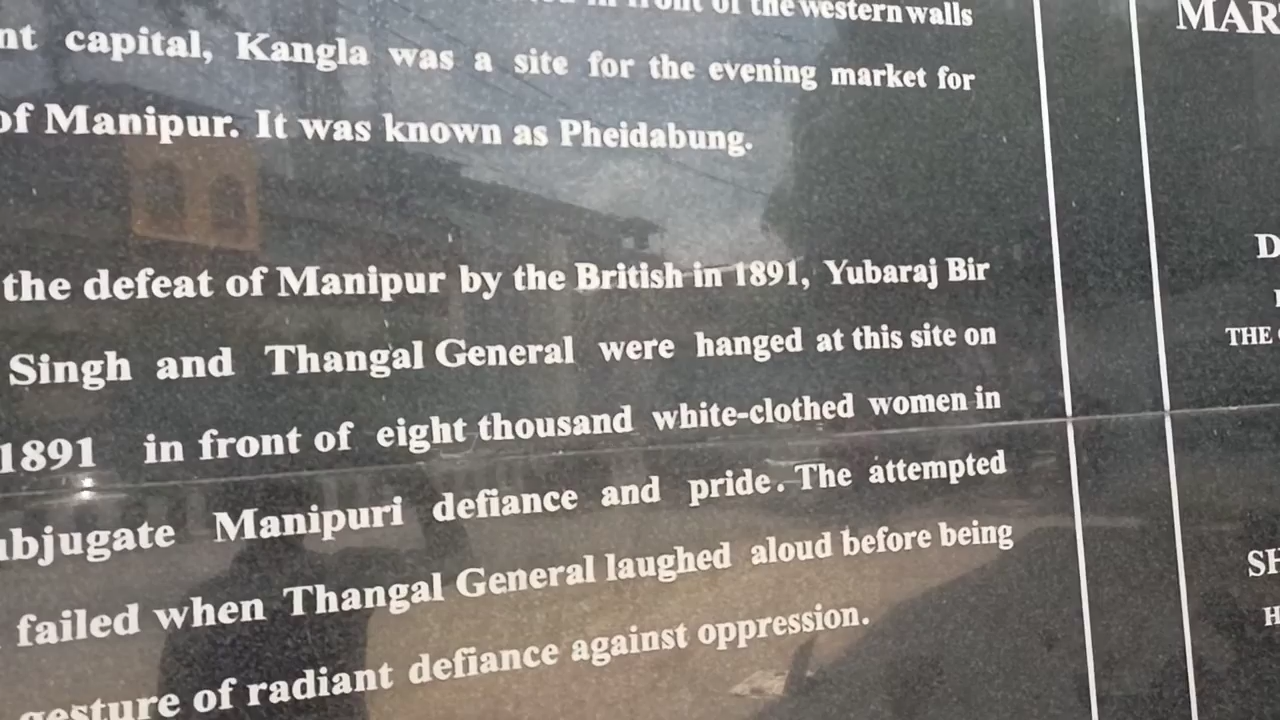 in front of the western walls
nt capital, Kangla was a site for the evening market for
of Manipur. It was known as Pheidabung.
the defeat of Manipur by the British in 1891, Yubaraj Bir
Singh and Thangal General were hanged at this site on
1891 in front of eight thousand white-clothed women in
ubjugate Manipuri defiance and pride. The attempted
failed when Thangal General laughed aloud before being
gesture of radiant defiance against oppression.
MAR
D
THE
SH
H